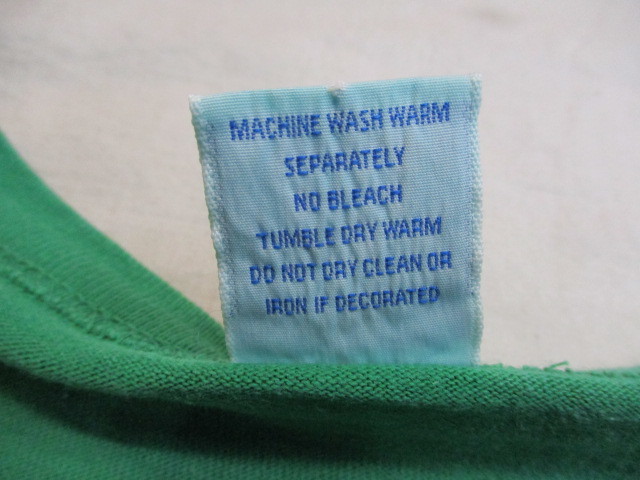 MACHINE WASH WARM
SEPARATELY
NO BLEACH
TUMBLE DRY WARM
DO NOT DRY CLEAN OR
IRON IF DECORATED